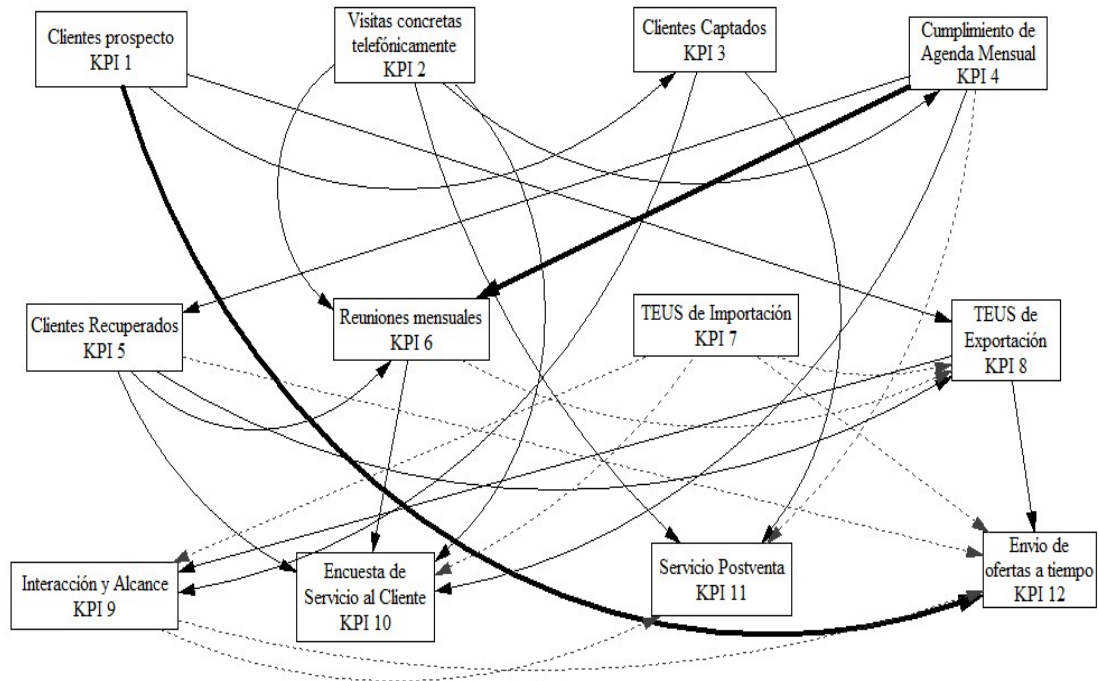 Clientes prospecto
KPI 1
Visitas concretas
telefónicamente
KPI 2
Clientes Captados
KPI 3
Cumplimiento de
Agenda Mensual
KPI 4
Clientes Recuperados
KPI 5
Reuniones mensuales
KPI 6
TEUS de Importación
KPI 7
TEUS de
Exportación
KPI 8
Interacción y Alcance
KPI 9
Encuesta de
Servicio al Cliente
KPI 10
Servicio Postventa
KPI 11
Envío de
ofertas a tiempo
KPI 12